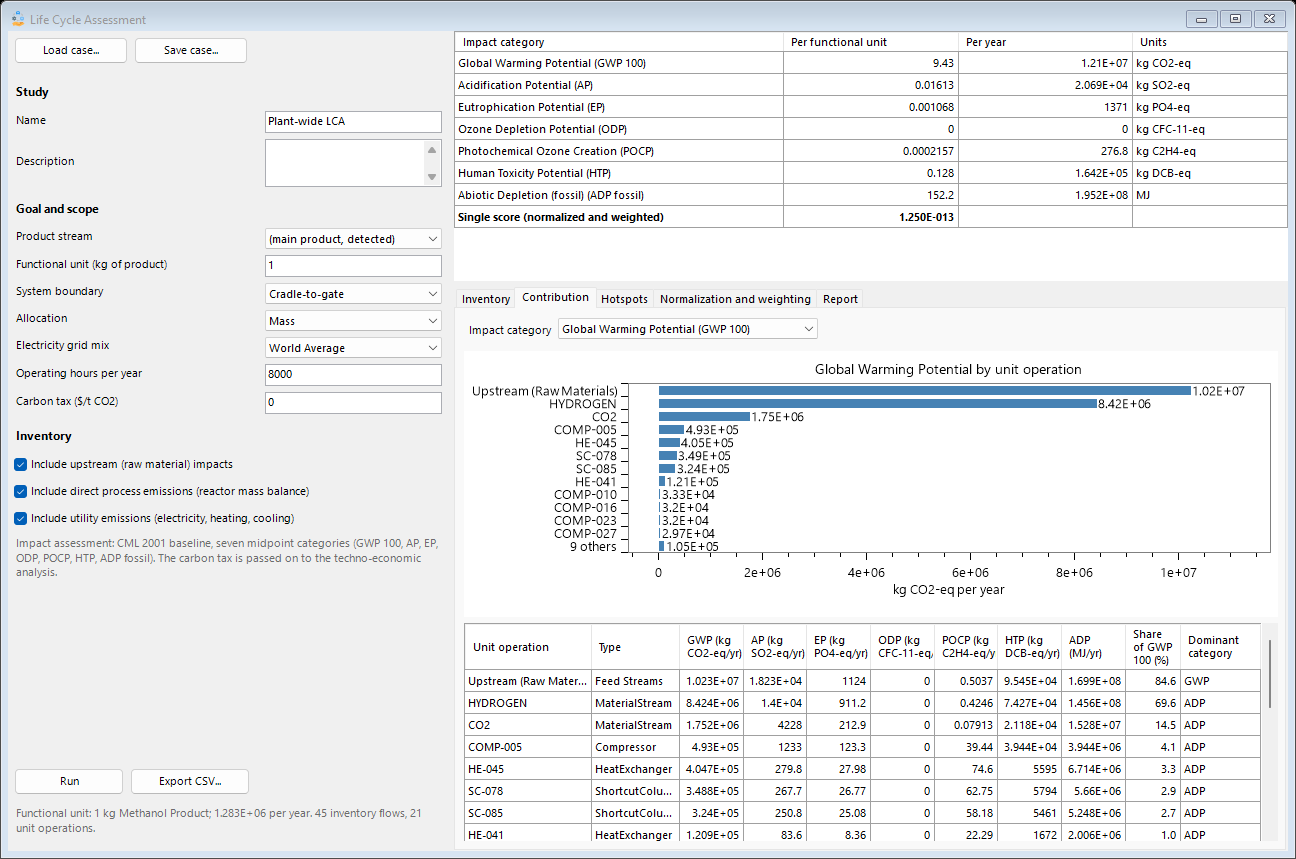 Life Cycle Assessment
Load case...
Save case...
Study
Name
Plant-wide LCA
Description
Goal and scope
Product stream
(main product, detected)
Functional unit (kg of product)
1
System boundary
Cradle-to-gate
Allocation
Mass
Electricity grid mix
World Average
Operating hours per year
8000
Carbon tax ($/t CO2)
0
Inventory
Include upstream (raw material) impacts
Include direct process emissions (reactor mass balance)
Include utility emissions (electricity, heating, cooling)
Impact assessment: CML 2001 baseline, seven midpoint categories (GWP 100, AP, EP,
ODP, POCP, HTP, ADP fossil). The carbon tax is passed on to the techno-economic
analysis.
Run
Export CSV...
Functional unit: 1 kg Methanol Product; 1.283E+06 per year. 45 inventory flows, 21
unit operations.
Impact category Per functional unit Per year Units
Global Warming Potential (GWP 100) 9.43 1.21E+07 kg CO2-eq
Acidification Potential (AP) 0.01613 2.069E+04 kg SO2-eq
Eutrophication Potential (EP) 0.001068 1371 kg PO4-eq
Ozone Depletion Potential (ODP) 0 0 kg CFC-11-eq
Photochemical Ozone Creation (POCP) 0.0002157 276.8 kg C2H4-eq
Human Toxicity Potential (HTP) 0.128 1.642E+05 kg DCB-eq
Abiotic Depletion (fossil) (ADP fossil) 152.2 1.952E+08 MJ
Single score (normalized and weighted) 1.250E-013
Inventory Contribution Hotspots Normalization and weighting Report
Impact category Global Warming Potential (GWP 100)
Global Warming Potential by unit operation
Upstream (Raw Materials) 1.02E+07
HYDROGEN 8.42E+06
CO2 1.75E+06
COMP-005 4.93E+05
HE-045 4.05E+05
SC-078 3.49E+05
SC-085 3.24E+05
HE-041 1.21E+05
COMP-010 3.33E+04
COMP-016 3.2E+04
COMP-023 3.2E+04
COMP-027 2.97E+04
9 others 1.05E+05
0 2e+06 4e+06 6e+06 8e+06 1e+07
kg CO2-eq per year
Unit operation Type GWP (kg CO2-eq/yr) AP (kg SO2-eq/yr) EP (kg PO4-eq/yr) ODP (kg CFC-11-eq/ POCP (kg C2H4-eq/y HTP (kg DCB-eq/yr) ADP (MJ/yr) Share of GWP 100 (%) Dominant category
Upstream (Raw Mater... Feed Streams 1.023E+07 1.823E+04 1124 0 0.5037 9.545E+04 1.699E+08 84.6 GWP
HYDROGEN MaterialStream 8.424E+06 1.4E+04 911.2 0 0.4246 7.427E+04 1.456E+08 69.6 ADP
CO2 MaterialStream 1.752E+06 4228 212.9 0 0.07913 2.118E+04 1.528E+07 14.5 ADP
COMP-005 Compressor 4.93E+05 1233 123.3 0 39.44 3.944E+04 3.944E+06 4.1 ADP
HE-045 HeatExchanger 4.047E+05 279.8 27.98 0 74.6 5595 6.714E+06 3.3 ADP
SC-078 ShortcutColu... 3.488E+05 267.7 26.77 0 62.75 5794 5.66E+06 2.9 ADP
SC-085 ShortcutColu... 3.24E+05 250.8 25.08 0 58.18 5461 5.248E+06 2.7 ADP
HE-041 HeatExchanger 1.209E+05 83.6 8.36 0 22.29 1672 2.006E+06 1.0 ADP